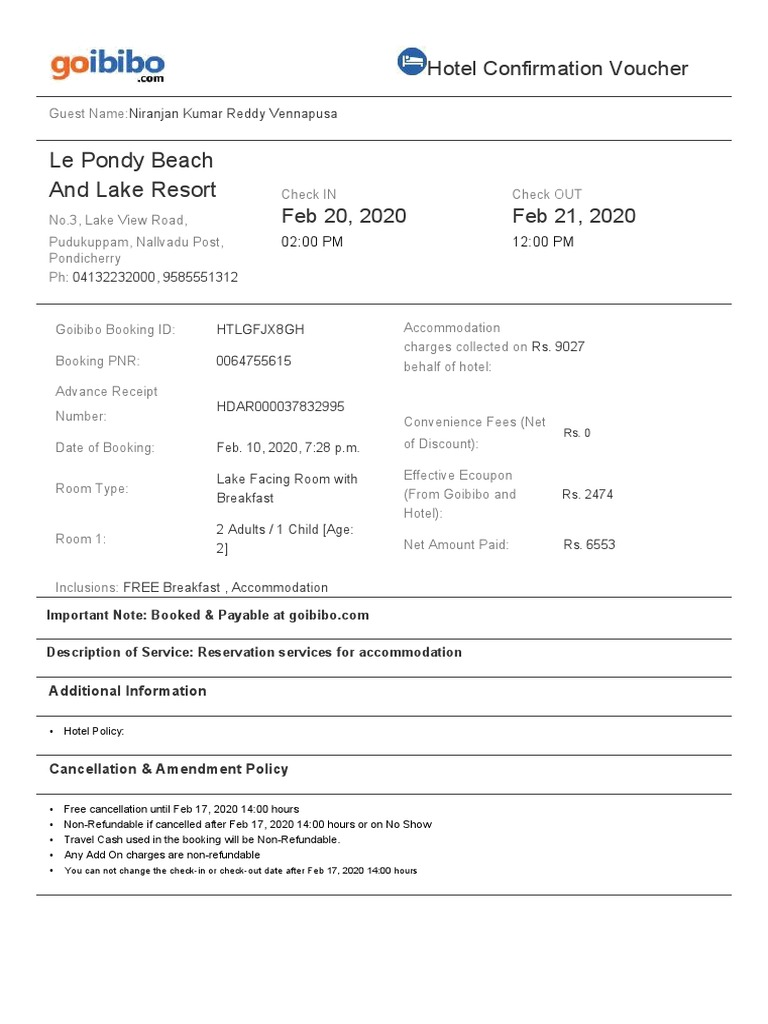 goibibo
.com
Hotel Confirmation Voucher
Guest Name:Niranjan Kumar Reddy Vennapusa
Le Pondy Beach
And Lake Resort
No.3, Lake View Road,
Pudukuppam, Nallvadu Post,
Pondicherry
Ph: 04132232000, 9585551312
Check IN
Feb 20, 2020
02:00 PM
Check OUT
Feb 21, 2020
12:00 PM
Goibibo Booking ID: HTLGFJX8GH
Booking PNR: 0064755615
Advance Receipt
Number: HDAR000037832995
Date of Booking: Feb. 10, 2020, 7:28 p.m.
Room Type: Lake Facing Room with
Breakfast
Room 1: 2 Adults / 1 Child [Age:
2]
Accommodation
charges collected on Rs. 9027
behalf of hotel:
Convenience Fees (Net
of Discount): Rs. 0
Effective Ecoupon
(From Goibibo and Rs. 2474
Hotel):
Net Amount Paid: Rs. 6553
Inclusions: FREE Breakfast , Accommodation
Important Note: Booked & Payable at goibibo.com
Description of Service: Reservation services for accommodation
Additional Information
• Hotel Policy:
Cancellation & Amendment Policy
• Free cancellation until Feb 17, 2020 14:00 hours
• Non-Refundable if cancelled after Feb 17, 2020 14:00 hours or on No Show
• Travel Cash used in the booking will be Non-Refundable.
• Any Add On charges are non-refundable
• You can not change the check-in or check-out date after Feb 17, 2020 14:00 hours